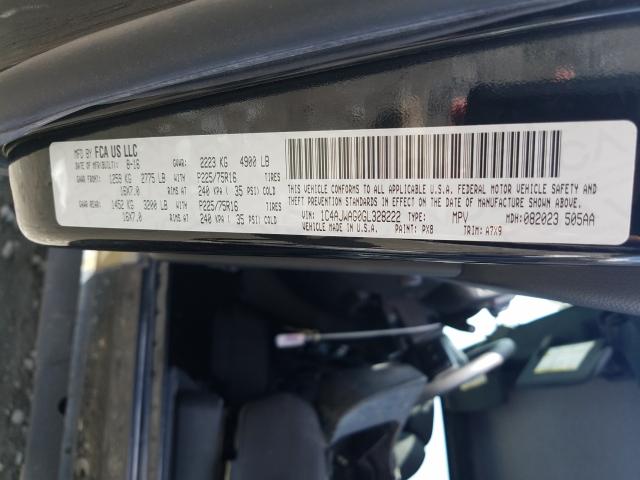 MFD BY FCA US LLC
DATE OF MFR(BUILT): 8-16 GVWR: 2223 KG 4900 LB
GAWR FRONT: 1259 KG 2775 LB WITH P225/75R16 TIRES
16X7.0 RIMS AT 240 KPA( 35 PSI) COLD
GAWR REAR: 1452 KG 3200 LB WITH P225/75R16 TIRES
16X7.0 RIMS AT 240 KPA( 35 PSI) COLD
THIS VEHICLE CONFORMS TO ALL APPLICABLE U.S.A. FEDERAL MOTOR VEHICLE SAFETY, BUMPER, AND
THEFT PREVENTION STANDARDS IN EFFECT ON THE DATE OF MANUFACTURE SHOWN ABOVE.
VIN: 1C4AJWAG0GL328222 TYPE: MPV MDH: 082023 505AA
VEHICLE MADE IN U.S.A. PAINT: PX8 TRIM: A7X9